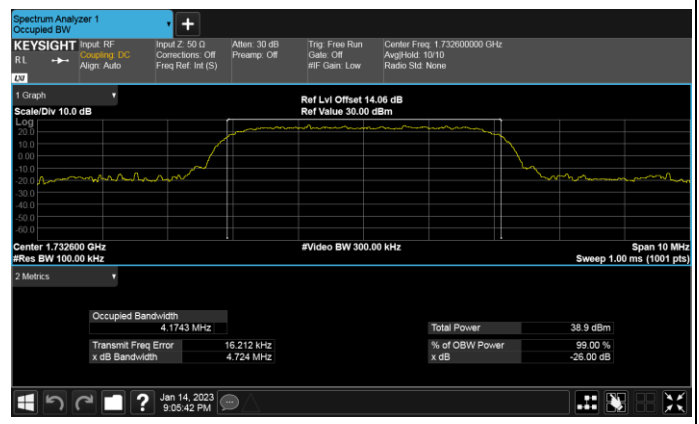 Spectrum Analyzer 1
Occupied BW
KEYSIGHT
RL
LXI
Input: RF
Coupling: DC
Align: Auto
Input Z: 50 Ω
Corrections: Off
Freq Ref: Int (S)
Atten: 30 dB
Preamp: Off
Trig: Free Run
Gate: Off
#IF Gain: Low
Center Freq: 1.732600000 GHz
Avg|Hold: 10/10
Radio Std: None
1 Graph
Scale/Div 10.0 dB
Ref Lvl Offset 14.06 dB
Ref Value 30.00 dBm
Log
20.0
10.0
0.00
-10.0
-20.0
-30.0
-40.0
-50.0
-60.0
Center 1.732600 GHz
#Res BW 100.00 kHz
#Video BW 300.00 kHz
Span 10 MHz
Sweep 1.00 ms (1001 pts)
2 Metrics
Occupied Bandwidth
4.1743 MHz
Transmit Freq Error 16.212 kHz
x dB Bandwidth 4.724 MHz
Total Power 38.9 dBm
% of OBW Power 99.00 %
x dB -26.00 dB
?
Jan 14, 2023
9:05:42 PM